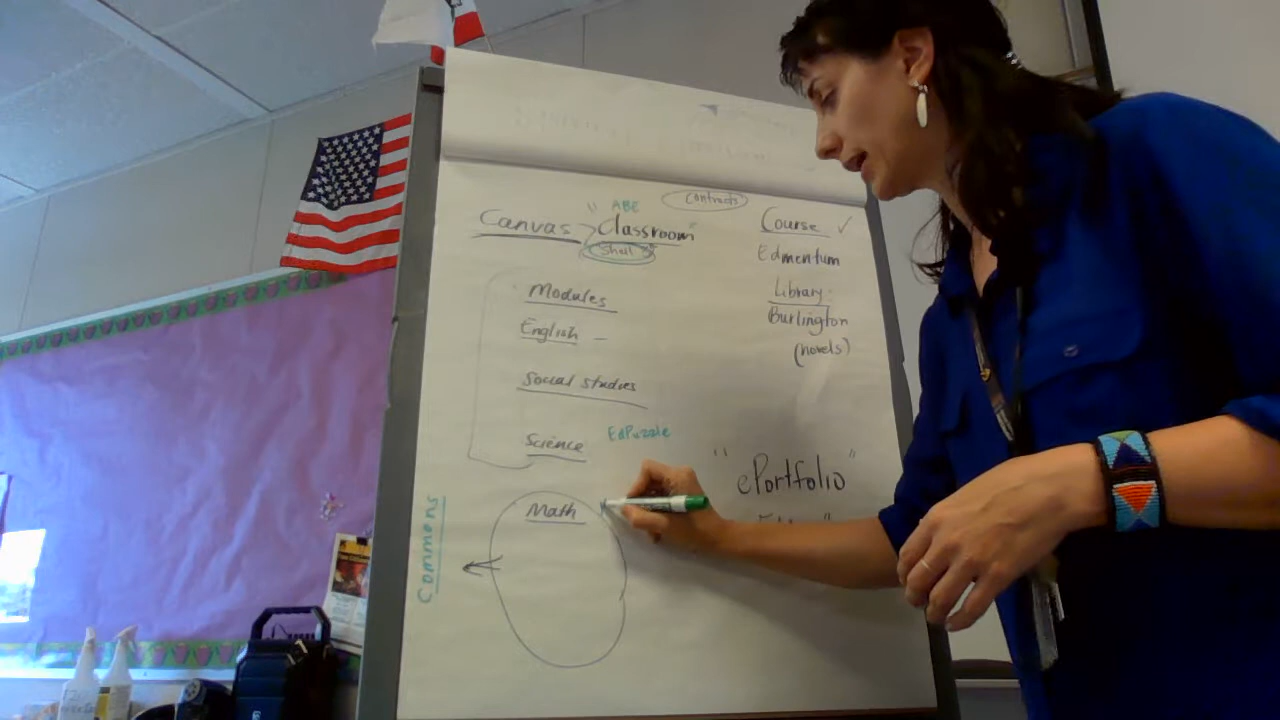 Contracts
ABE
Canvas "Classroom"
Shell
Modules
English -
Social studies
Science EdPuzzle
Math
Commons
Course ✓
Edmentum
Library:
Burlington
(novels)
"ePortfolio"